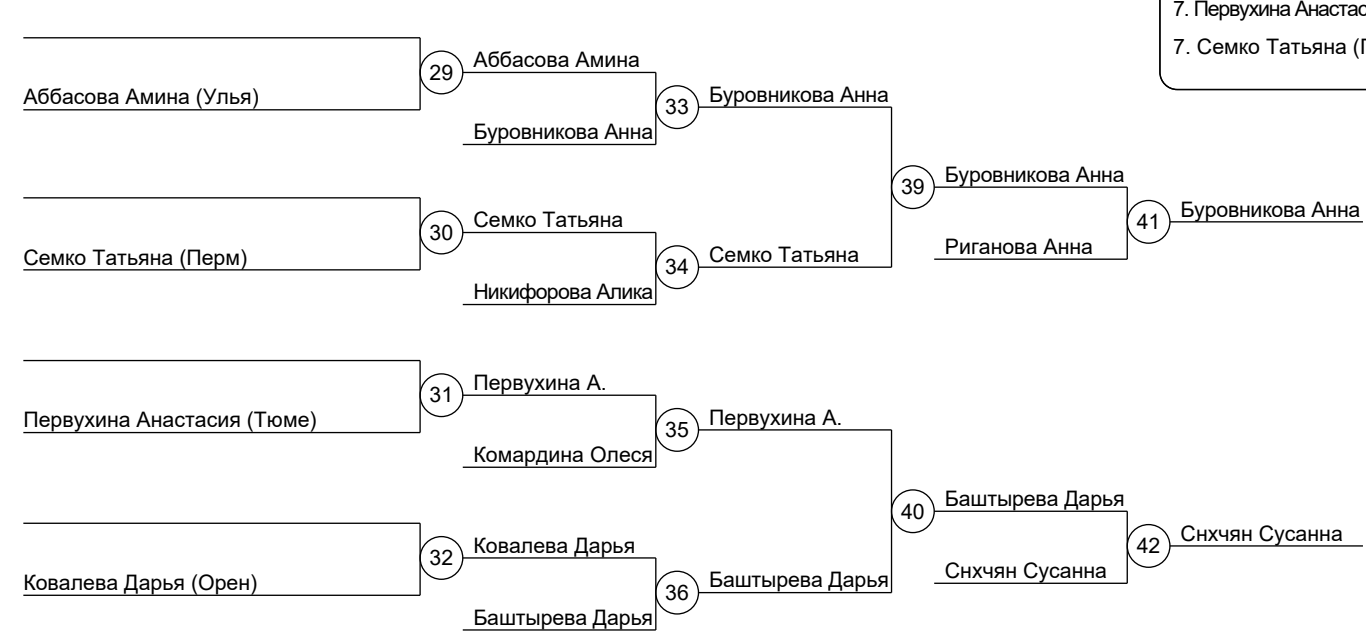 7. Первухина
7. Семко Татьяна
29 Аббасова Амина
Аббасова Амина (Улья)
33 Буровникова Анна
Буровникова Анна
39 Буровникова Анна
30 Семко Татьяна
41 Буровникова Анна
Семко Татьяна (Перм)
34 Семко Татьяна
Риганова Анна
Никифорова Алика
31 Первухина А.
Первухина Анастасия (Тюме)
35 Первухина А.
Комардина Олеся
40 Баштырева Дарья
32 Ковалева Дарья
42 Снхчян Сусанна
Ковалева Дарья (Орен)
36 Баштырева Дарья
Снхчян Сусанна
Баштырева Дарья